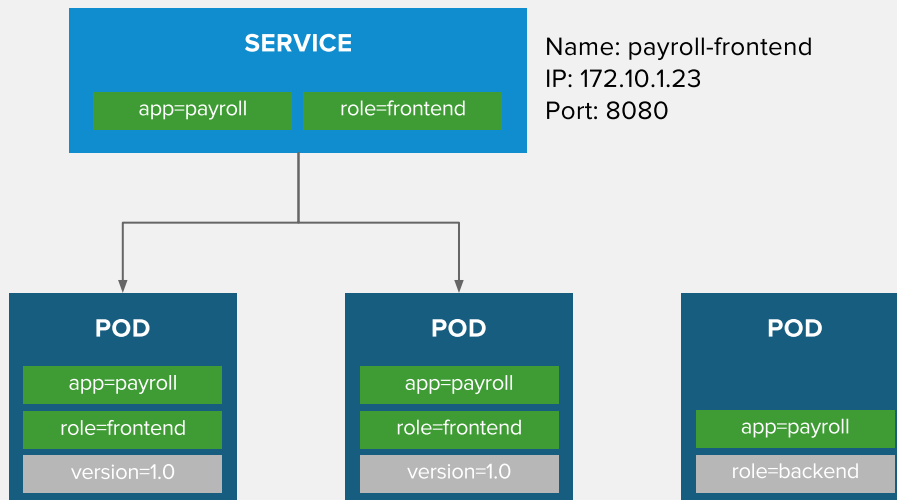 SERVICE
app=payroll
role=frontend
Name: payroll-frontend
IP: 172.10.1.23
Port: 8080
POD
app=payroll
role=frontend
version=1.0
POD
app=payroll
role=frontend
version=1.0
POD
app=payroll
role=backend